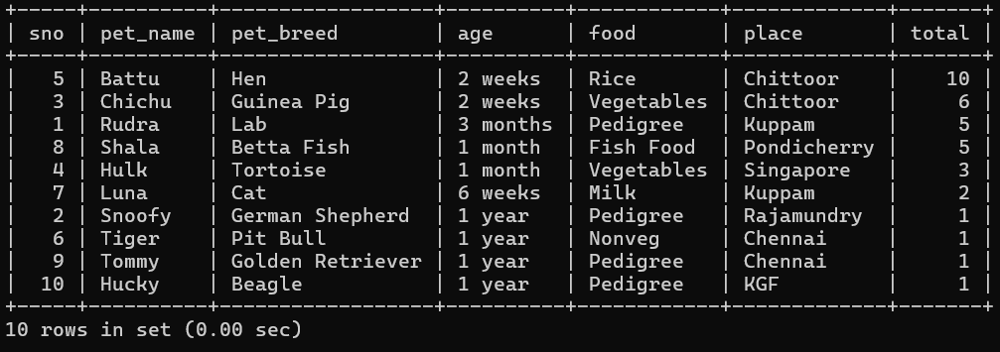 +-----+-----------+------------------+----------+------------+-------------+-------+
| sno | pet_name | pet_breed        | age      | food       | place       | total |
+-----+-----------+------------------+----------+------------+-------------+-------+
|   5 | Battu    | Hen              | 2 weeks  | Rice       | Chittoor    |    10 |
|   3 | Chichu   | Guinea Pig       | 2 weeks  | Vegetables | Chittoor    |     6 |
|   1 | Rudra    | Lab              | 3 months | Pedigree   | Kuppam      |     5 |
|   8 | Shala    | Betta Fish       | 1 month  | Fish Food  | Pondicherry |     5 |
|   4 | Hulk     | Tortoise         | 1 month  | Vegetables | Singapore   |     3 |
|   7 | Luna     | Cat              | 6 weeks  | Milk       | Kuppam      |     2 |
|   2 | Snoofy   | German Shepherd  | 1 year   | Pedigree   | Rajamundry  |     1 |
|   6 | Tiger    | Pit Bull         | 1 year   | Nonveg     | Chennai     |     1 |
|   9 | Tommy    | Golden Retriever | 1 year   | Pedigree   | Chennai     |     1 |
|  10 | Hucky    | Beagle           | 1 year   | Pedigree   | KGF         |     1 |
+-----+-----------+------------------+----------+------------+-------------+-------+
10 rows in set (0.00 sec)